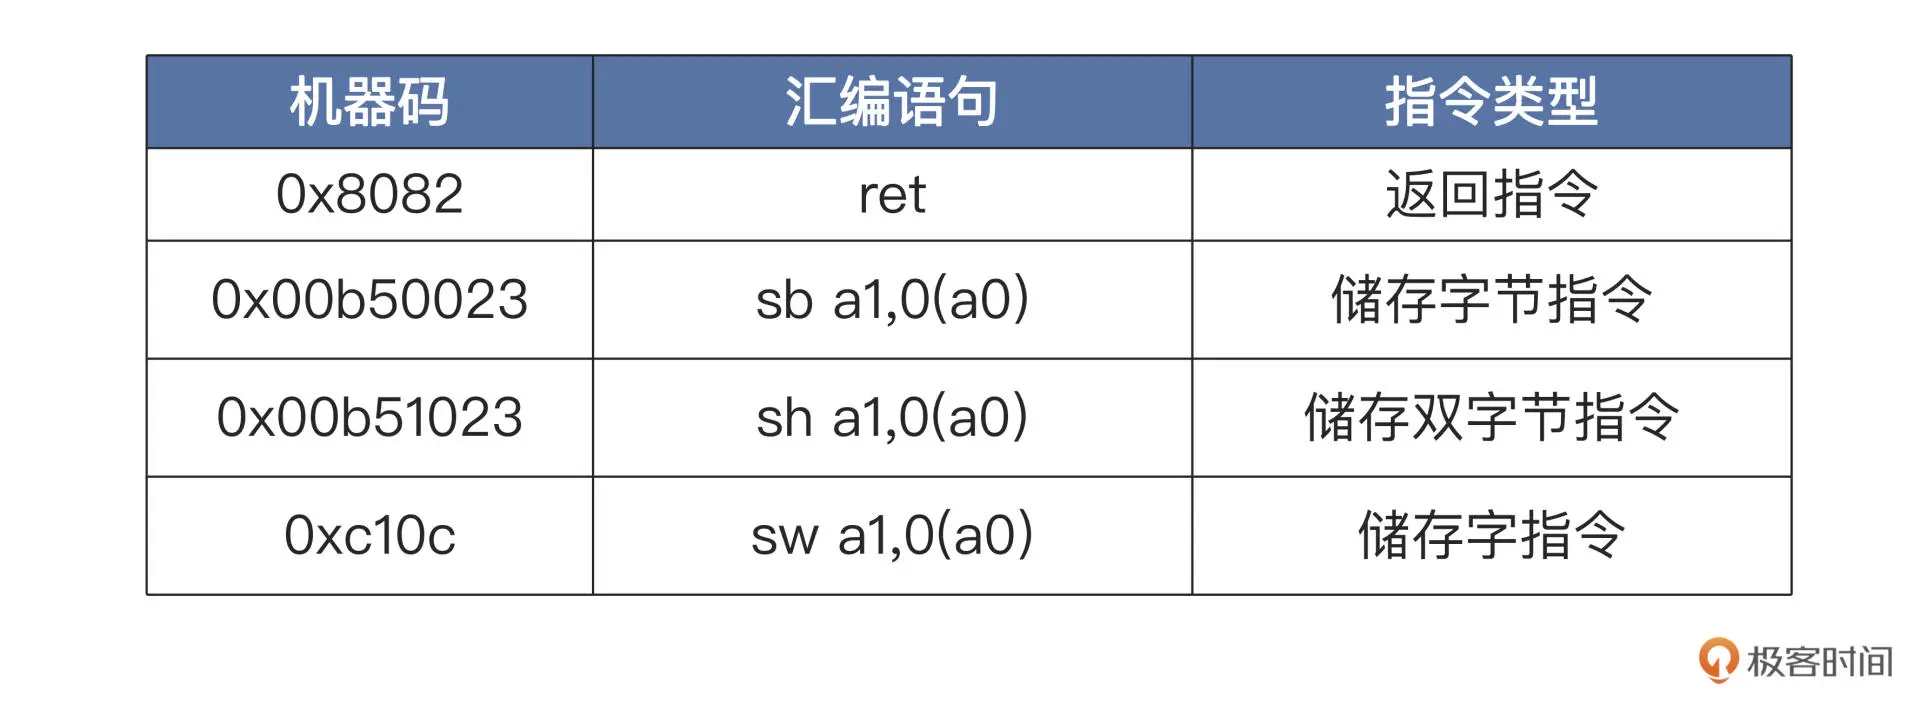 机器码 汇编语句 指令类型
0x8082 ret 返回指令
0x00b50023 sb a1,0(a0) 储存字节指令
0x00b51023 sh a1,0(a0) 储存双字节指令
0xc10c sw a1,0(a0) 储存字指令
极客时间